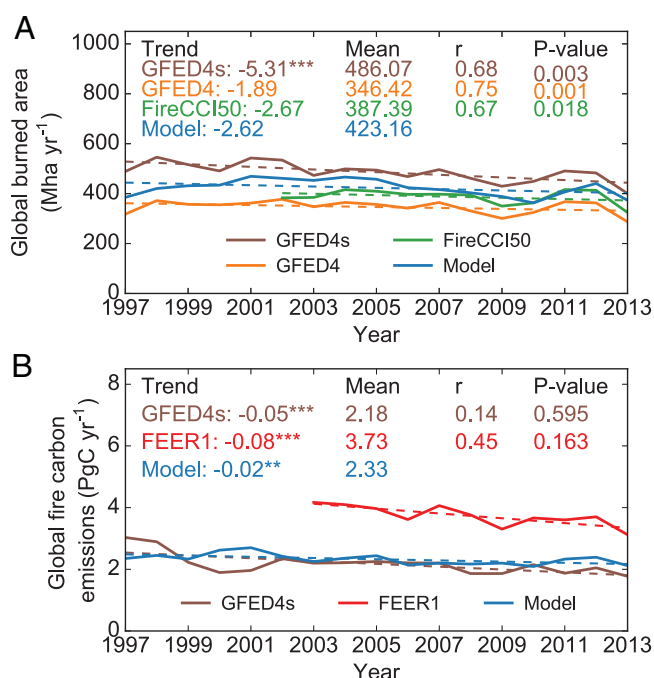 A
Trend Mean r P-value
GFED4s: -5.31*** 486.07 0.68 0.003
GFED4: -1.89 346.42 0.75 0.001
FireCCI50: -2.67 387.39 0.67 0.018
Model: -2.62 423.16
Global burned area
(Mha yr⁻¹)
1000
800
600
400
200
0
GFED4s FireCCI50
GFED4 Model
1997 1999 2001 2003 2005 2007 2009 2011 2013
Year
B
Trend Mean r P-value
GFED4s: -0.05*** 2.18 0.14 0.595
FEER1: -0.08*** 3.73 0.45 0.163
Model: -0.02** 2.33
Global fire carbon
emissions (PgC yr⁻¹)
8
6
4
2
0
GFED4s FEER1 Model
1997 1999 2001 2003 2005 2007 2009 2011 2013
Year